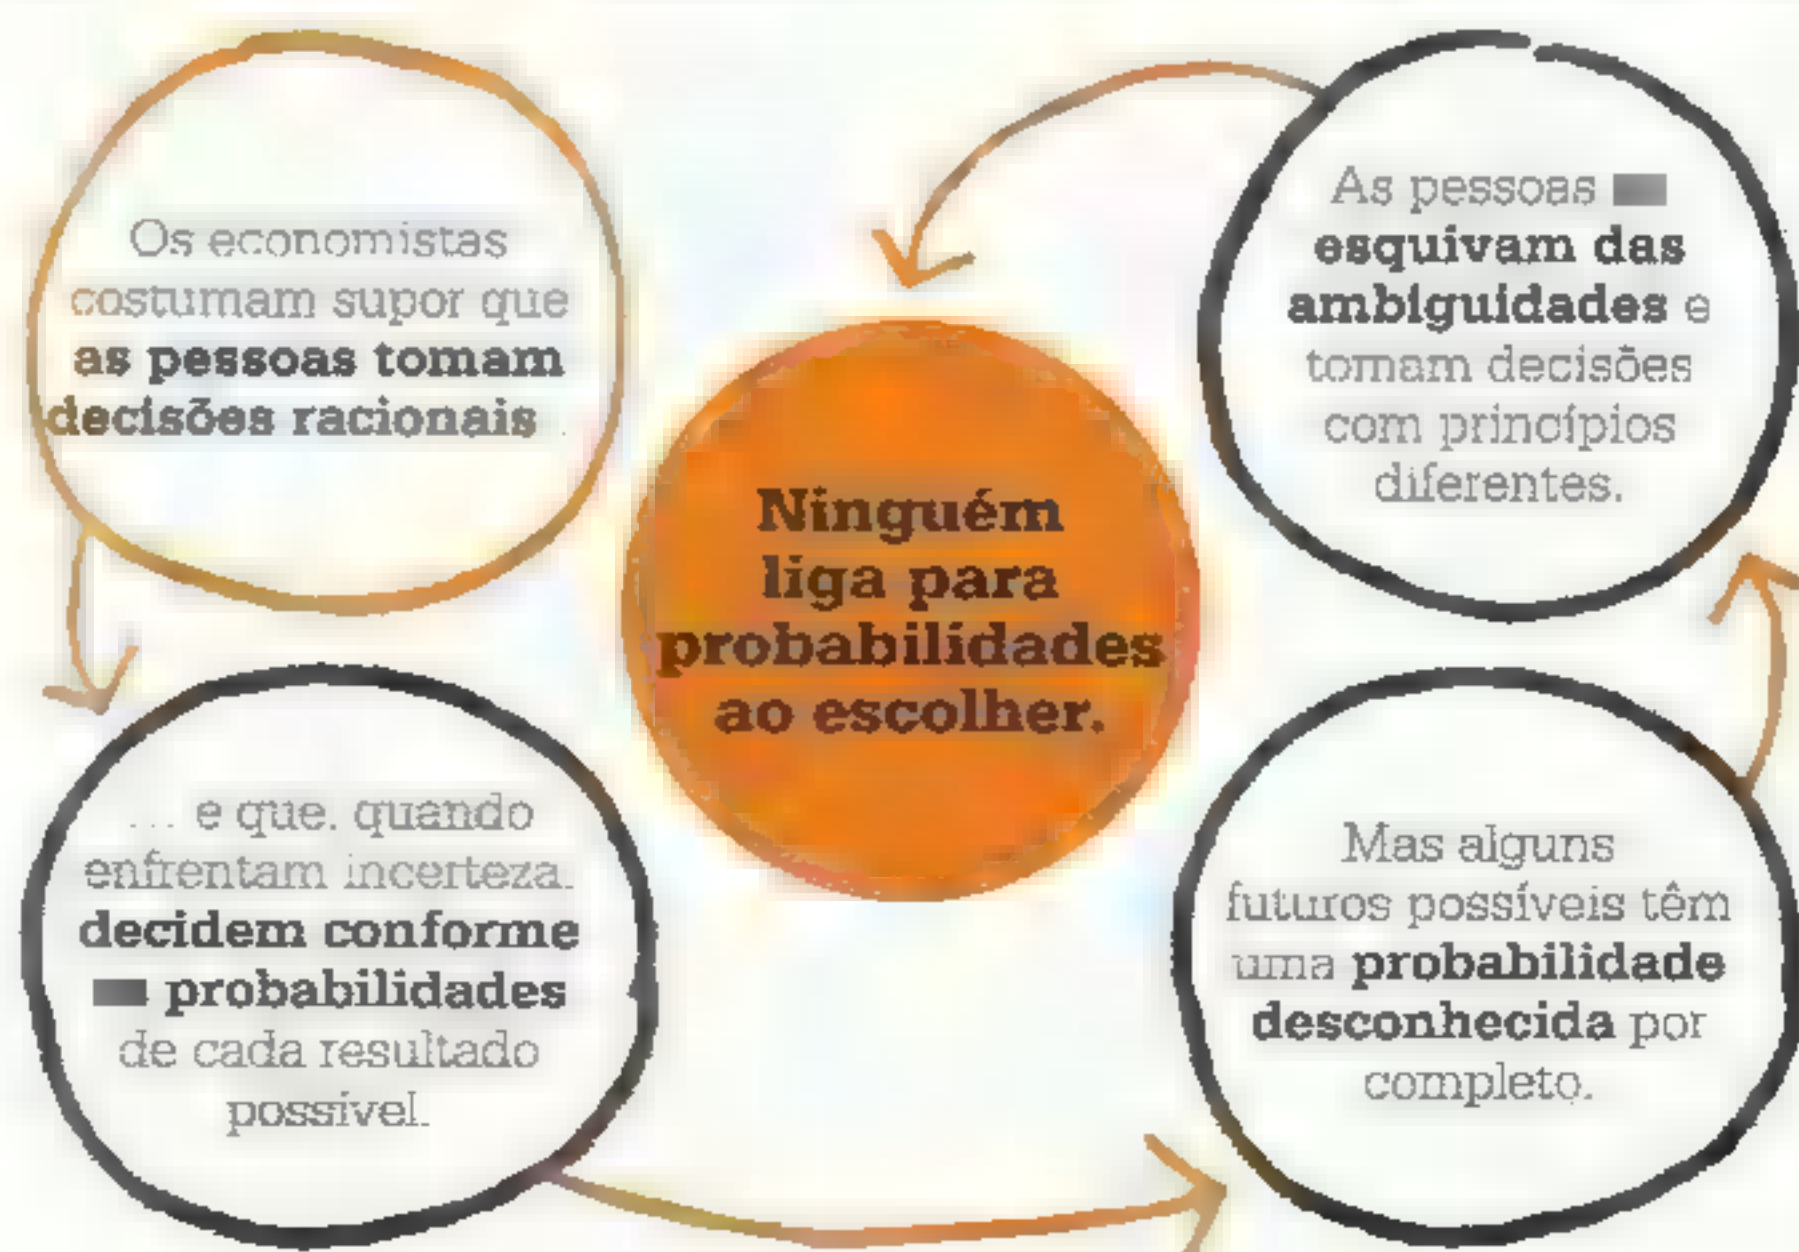 Os economistas
costumam supor que
as pessoas tomam
decisões racionais
... e que, quando
enfrentam incerteza,
decidem conforme
probabilidades
de cada resultado
possível.
Mas alguns
futuros possíveis têm
uma probabilidade
desconhecida por
completo.
As pessoas
esquivam das
ambiguidades e
tomam decisões
com princípios
diferentes.
Ninguém
liga para
probabilidades
ao escolher.